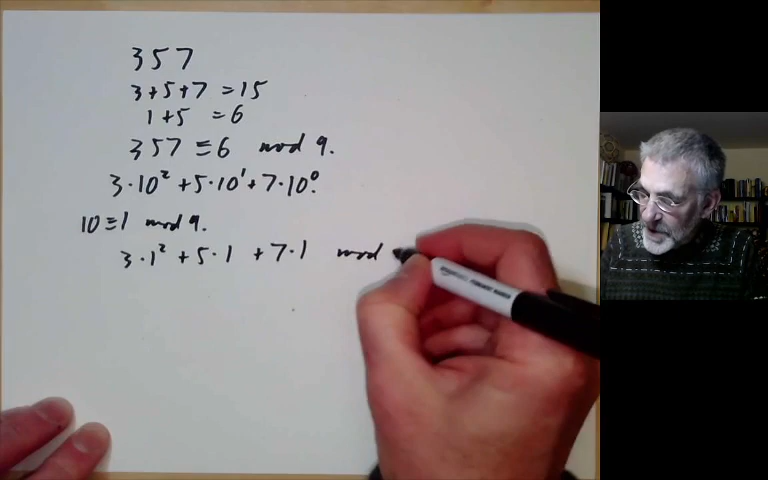 357
3+5+7 =15
1+5 =6
357 ≡6 mod 9.
3·10² +5·10¹+7·10⁰.
10≡1 mod 9.
3·1² +5·1 +7·1 mod